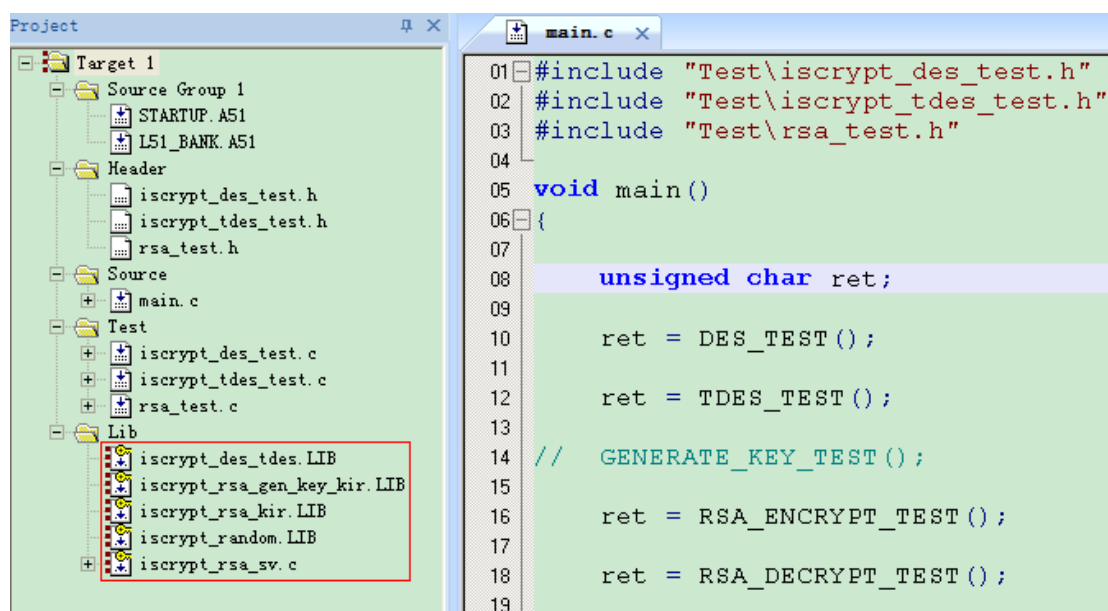 Project
Target 1
Source Group 1
STARTUP.A51
L51_BANK.A51
Header
iscrypt_des_test.h
iscrypt_tdes_test.h
rsa_test.h
Source
main.c
Test
iscrypt_des_test.c
iscrypt_tdes_test.c
rsa_test.c
Lib
iscrypt_des_tdes.LIB
iscrypt_rsa_gen_key_kir.LIB
iscrypt_rsa_kir.LIB
iscrypt_random.LIB
iscrypt_rsa_sv.c
main.c
01 #include "Test\iscrypt_des_test.h"
02 #include "Test\iscrypt_tdes_test.h"
03 #include "Test\rsa_test.h"
04
05 void main()
06 {
07
08 unsigned char ret;
09
10 ret = DES_TEST();
11
12 ret = TDES_TEST();
13
14 // GENERATE_KEY_TEST();
15
16 ret = RSA_ENCRYPT_TEST();
17
18 ret = RSA_DECRYPT_TEST();
19